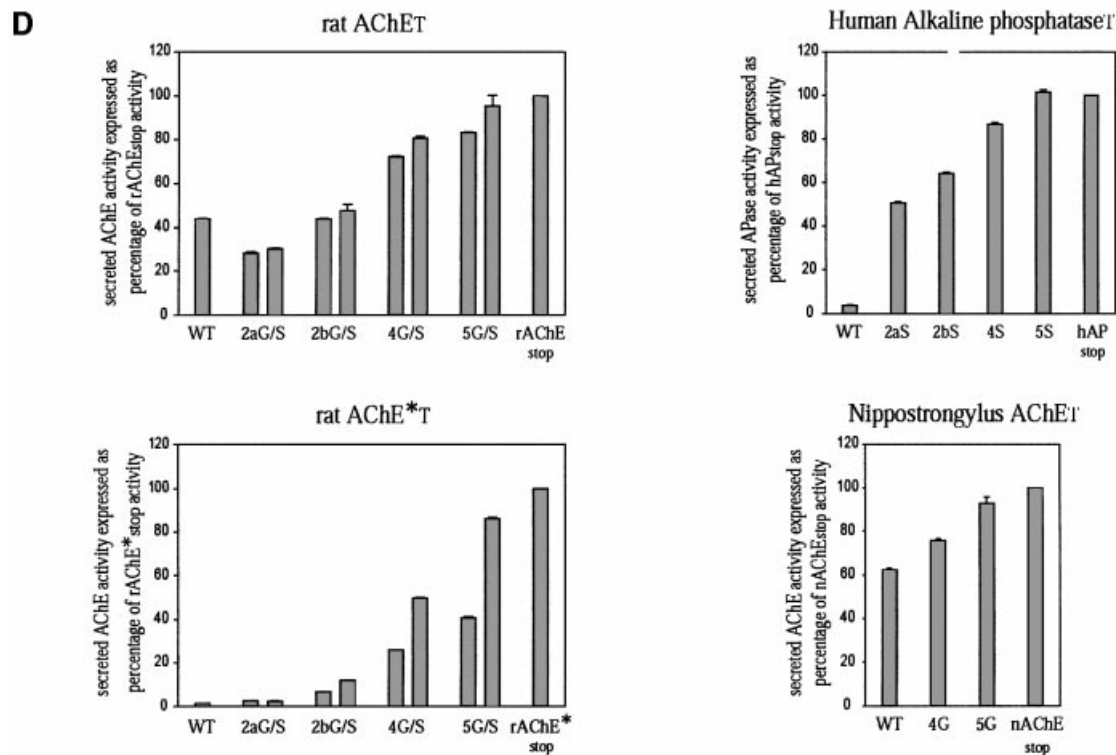 D
rat AChET
secreted AChE activity expressed as
percentage of rAChEstop activity
120
100
80
60
40
20
0
WT 2aG/S 2bG/S 4G/S 5G/S rAChE
stop
Human Alkaline phosphataseT
secreted APase activity expressed as
percentage of hAPstop activity
120
100
80
60
40
20
0
WT 2aS 2bS 4S 5S hAP
stop
rat AChE*T
secreted AChE activity expressed as
percentage of rAChE*stop activity
120
100
80
60
40
20
0
WT 2aG/S 2bG/S 4G/S 5G/S rAChE*
stop
Nippostrongylus AChET
secreted AChE activity expressed as
percentage of nAChEstop activity
120
100
80
60
40
20
0
WT 4G 5G nAChE
stop